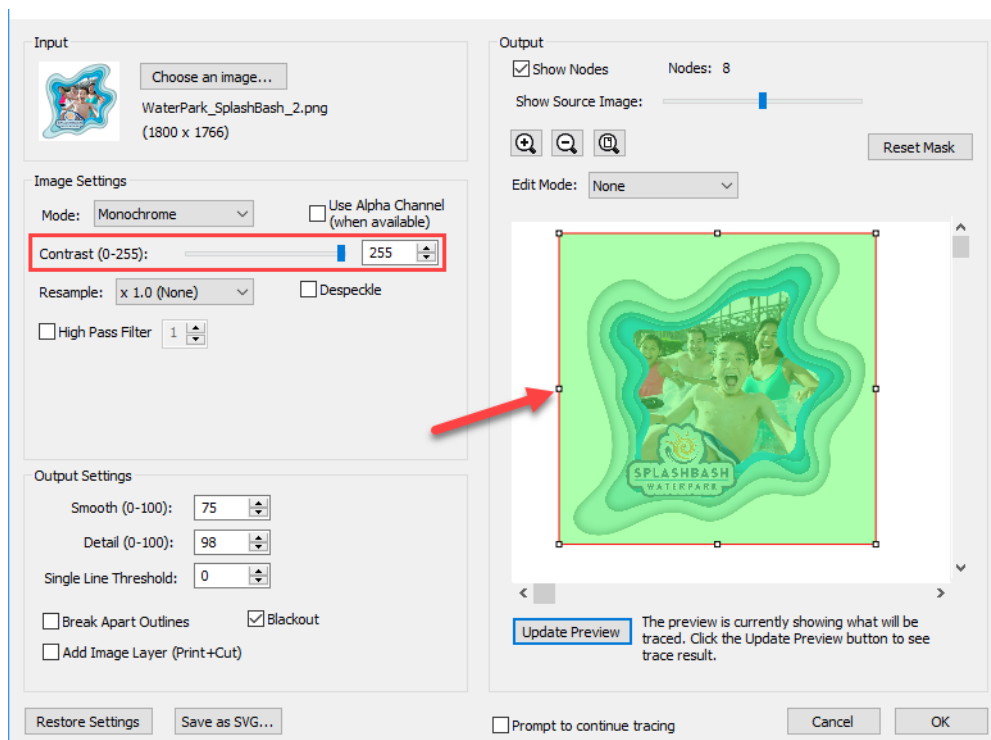 Input
Choose an image...
WaterPark_SplashBash_2.png
(1800 x 1766)
Image Settings
Mode: Monochrome
Use Alpha Channel
(when available)
Contrast (0-255): 255
Resample: x 1.0 (None)
Despeckle
High Pass Filter 1
Output Settings
Smooth (0-100): 75
Detail (0-100): 98
Single Line Threshold: 0
Break Apart Outlines
Blackout
Add Image Layer (Print+Cut)
Restore Settings
Save as SVG...
Output
Show Nodes
Nodes: 8
Show Source Image:
Reset Mask
Edit Mode: None
SPLASHBASH
WATERPARK
Update Preview
The preview is currently showing what will be
traced. Click the Update Preview button to see
trace result.
Prompt to continue tracing
Cancel
OK